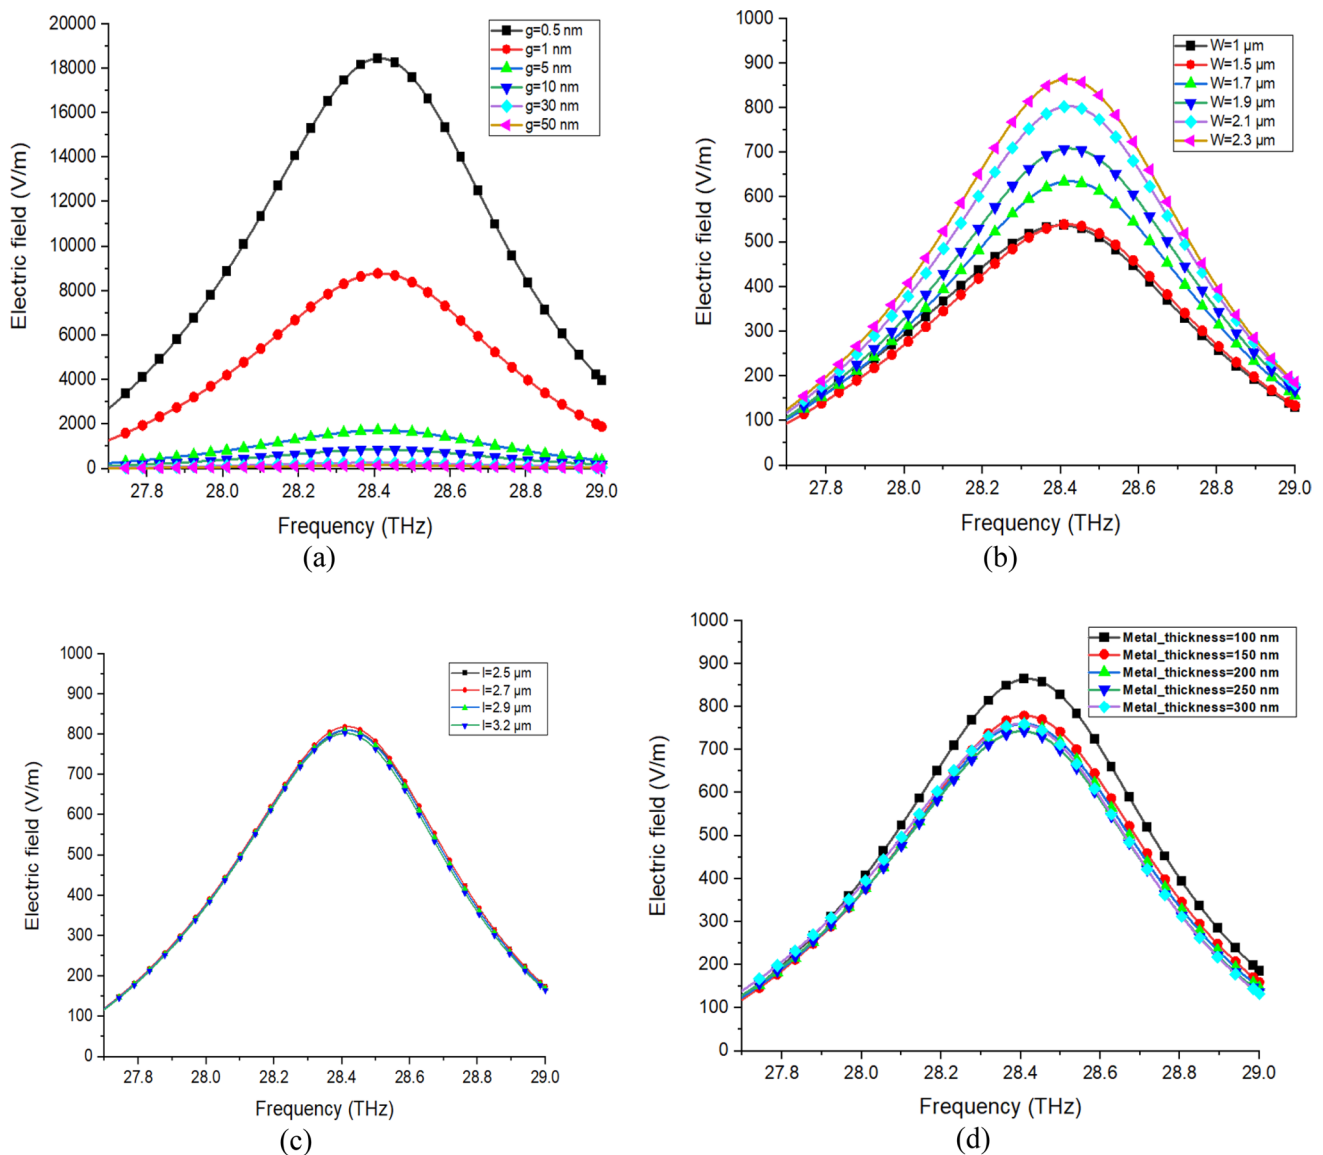 20000
18000
16000
14000
12000
10000
8000
6000
4000
2000
0
Electric field (V/m)
g=0.5 nm
g=1 nm
g=5 nm
g=10 nm
g=30 nm
g=50 nm
27.8 28.0 28.2 28.4 28.6 28.8 29.0
Frequency (THz)
(a)
1000
900
800
700
600
500
400
300
200
100
0
Electric field (V/m)
W=1 µm
W=1.5 µm
W=1.7 µm
W=1.9 µm
W=2.1 µm
W=2.3 µm
27.8 28.0 28.2 28.4 28.6 28.8 29.0
Frequency (THz)
(b)
1000
900
800
700
600
500
400
300
200
100
0
Electric field (V/m)
l=2.5 µm
l=2.7 µm
l=2.9 µm
l=3.2 µm
27.8 28.0 28.2 28.4 28.6 28.8 29.0
Frequency (THz)
(c)
1000
900
800
700
600
500
400
300
200
100
0
Electric field (V/m)
Metal_thickness=100 nm
Metal_thickness=150 nm
Metal_thickness=200 nm
Metal_thickness=250 nm
Metal_thickness=300 nm
27.8 28.0 28.2 28.4 28.6 28.8 29.0
Frequency (THz)
(d)